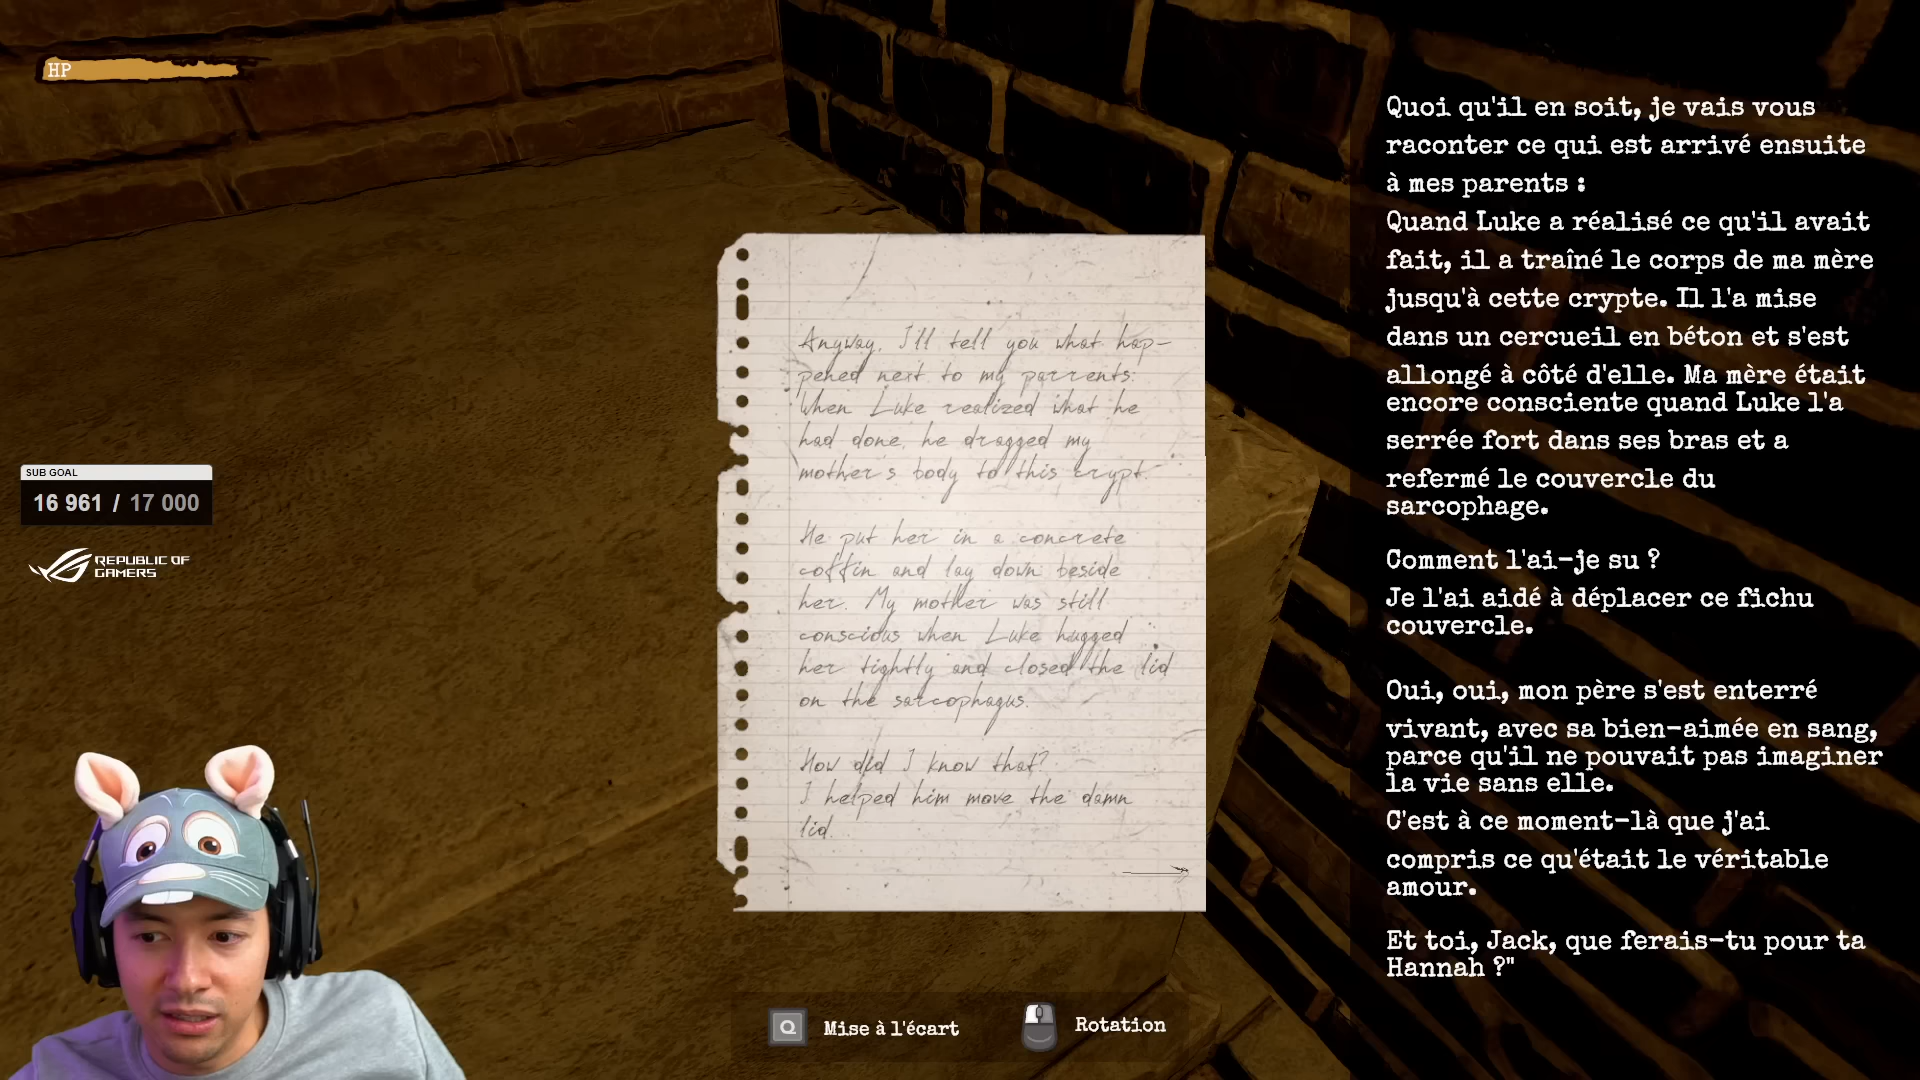 HP
SUB GOAL
16 961 / 17 000
REPUBLIC OF
GAMERS
Anyway, I'll tell you what hap-
pened next to my parrents:
When Luke realized what he
had done, he dragged my
mother's body to this crypt.
He put her in a concrete
coffin and lay down beside
her. My mother was still
conscious when Luke hugged
her tightly and closed the lid
on the sarcophagus.
How did I know that?
I helped him move the damn
lid.
Q Mise à l'écart
Rotation
Quoi qu'il en soit, je vais vous
raconter ce qui est arrivé ensuite
à mes parents :
Quand Luke a réalisé ce qu'il avait
fait, il a traîné le corps de ma mère
jusqu'à cette crypte. Il l'a mise
dans un cercueil en béton et s'est
allongé à côté d'elle. Ma mère était
encore consciente quand Luke l'a
serrée fort dans ses bras et a
refermé le couvercle du
sarcophage.
Comment l'ai-je su ?
Je l'ai aidé à déplacer ce fichu
couvercle.
Oui, oui, mon père s'est enterré
vivant, avec sa bien-aimée en sang,
parce qu'il ne pouvait pas imaginer
la vie sans elle.
C'est à ce moment-là que j'ai
compris ce qu'était le véritable
amour.
Et toi, Jack, que ferais-tu pour ta
Hannah ?"